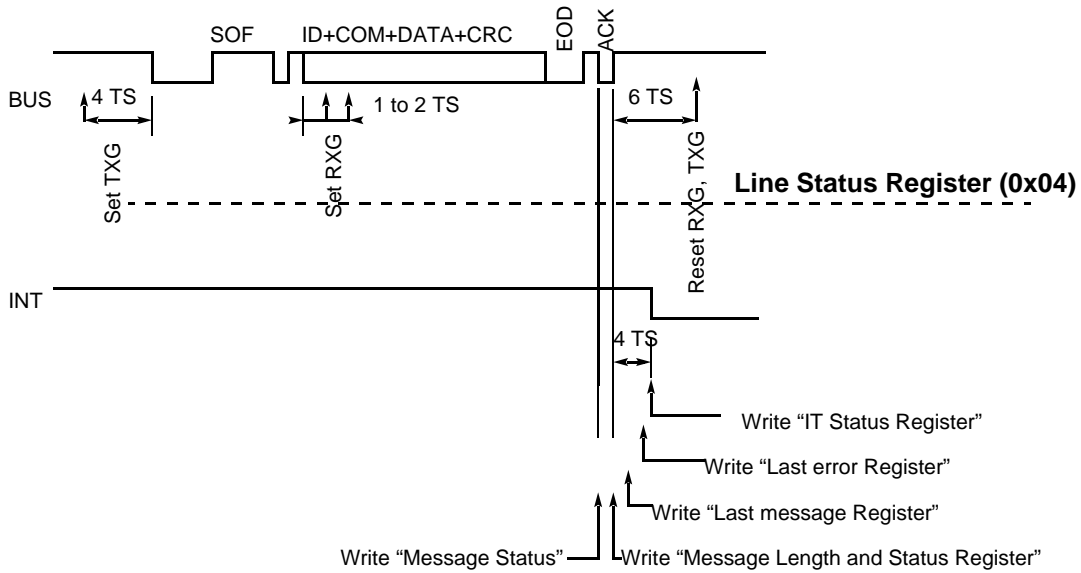 SOF
ID+COM+DATA+CRC
EOD
ACK
BUS
4 TS
1 to 2 TS
6 TS
Set TXG
Set RXG
Reset RXG, TXG
Line Status Register (0x04)
INT
4 TS
Write “IT Status Register”
Write “Last error Register”
Write “Last message Register”
Write “Message Status”
Write “Message Length and Status Register”